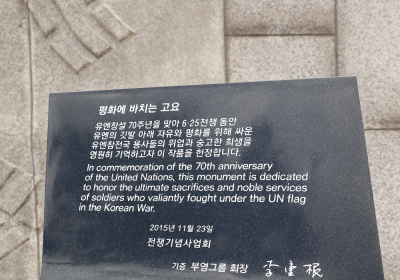 평화에 바치는 고요
유엔창설 70주년을 맞아 6·25전쟁 동안
유엔의 깃발 아래 자유와 평화를 위해 싸운
유엔참전국 용사들의 위업과 숭고한 희생을
영원히 기억하고자 이 작품을 헌정합니다.
In commemoration of the 70th anniversary
of the United Nations, this monument is dedicated
to honor the ultimate sacrifices and noble services
of soldiers who valiantly fought under the UN flag
in the Korean War.
2015년 11월 23일
전쟁기념사업회
기증 부영그룹 회장 李重根